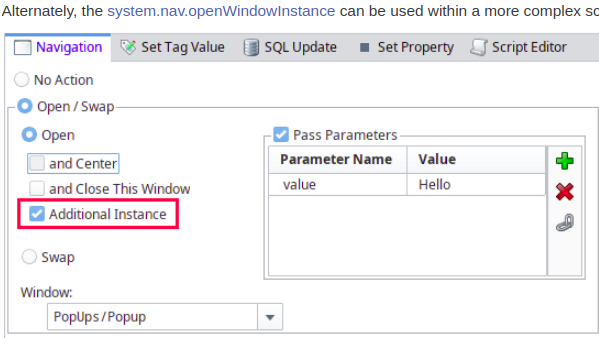 Alternately, the system.nav.openWindowInstance can be used within a more complex sc
Navigation Set Tag Value SQL Update Set Property Script Editor
No Action
Open / Swap
Open Pass Parameters
and Center Parameter Name Value
and Close This Window value Hello
Additional Instance
Swap
Window:
PopUps/Popup